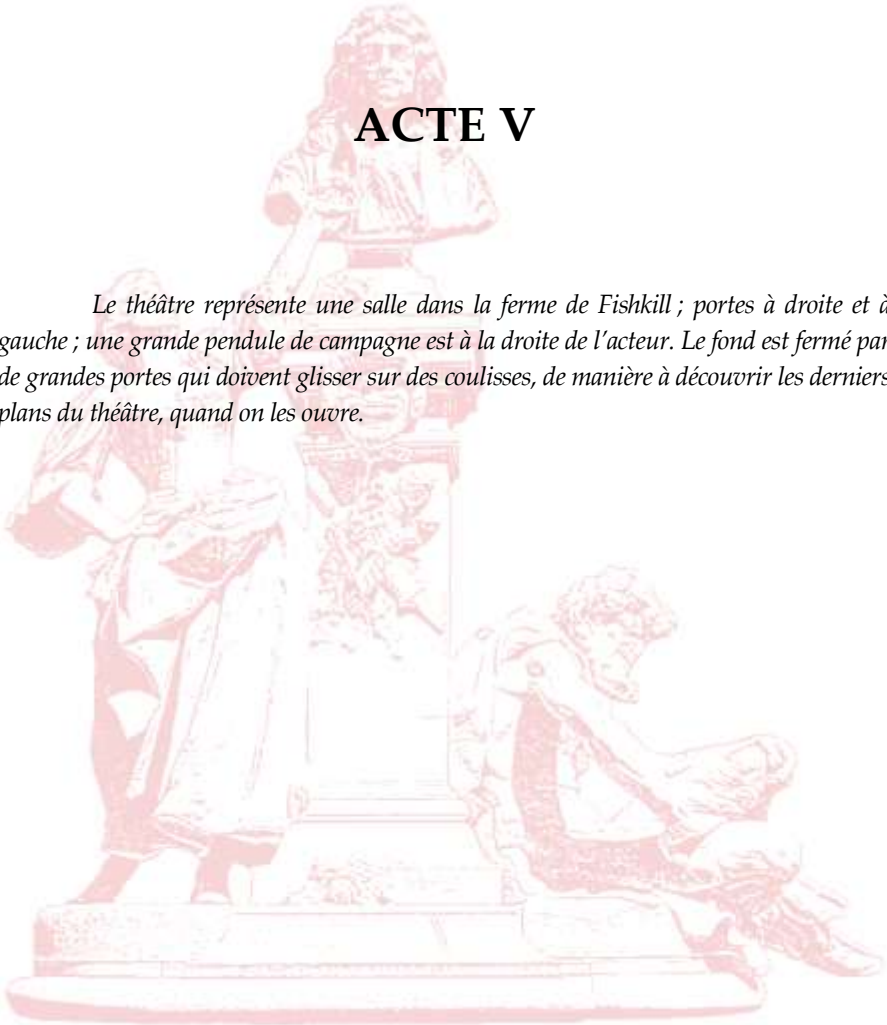 ACTE V
Le théâtre représente une salle dans la ferme de Fishkill ; portes à droite et à
gauche ; une grande pendule de campagne est à la droite de l’acteur. Le fond est fermé par
de grandes portes qui doivent glisser sur des coulisses, de manière à découvrir les derniers
plans du théâtre, quand on les ouvre.